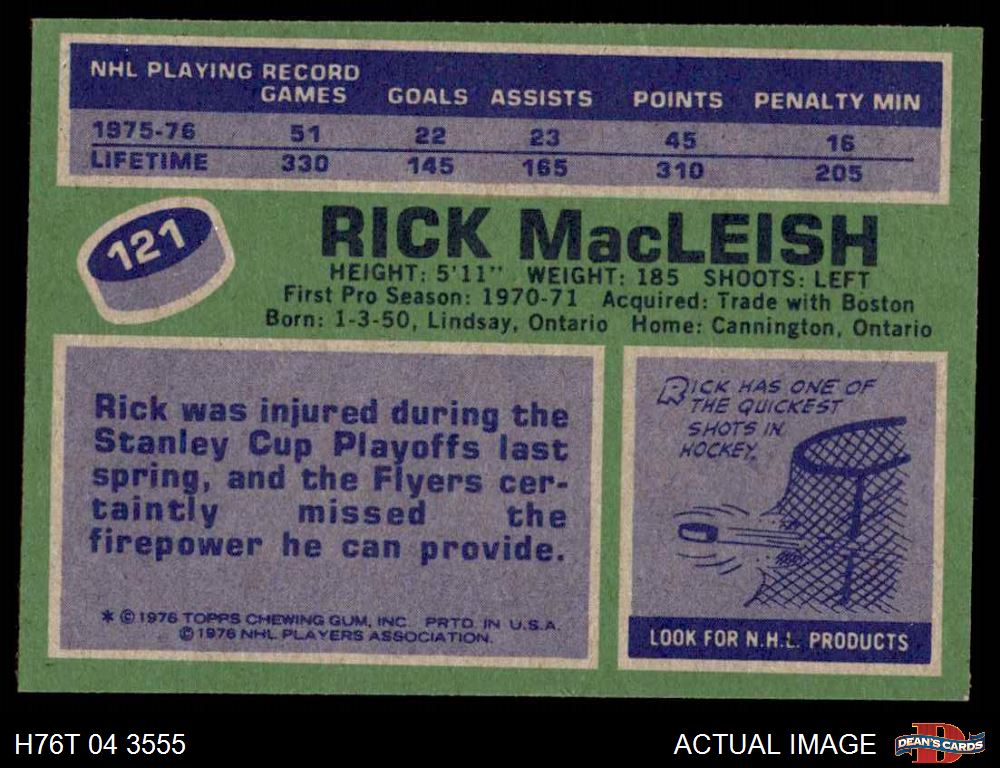 NHL PLAYING RECORD
GAMES GOALS ASSISTS POINTS PENALTY MIN
1975-76 51 22 23 45 16
LIFETIME 330 145 165 310 205
121
RICK MacLEISH
HEIGHT: 5'11" WEIGHT: 185 SHOOTS: LEFT
First Pro Season: 1970-71 Acquired: Trade with Boston
Born: 1-3-50, Lindsay, Ontario Home: Cannington, Ontario
Rick was injured during the
Stanley Cup Playoffs last
spring, and the Flyers cer-
taintly missed the
firepower he can provide.
* © 1976 TOPPS CHEWING GUM, INC. PRTD IN U.S.A.
© 1976 NHL PLAYERS ASSOCIATION.
RICK HAS ONE OF
THE QUICKEST
SHOTS IN
HOCKEY.
LOOK FOR N.H.L. PRODUCTS
H76T 04 3555
ACTUAL IMAGE
D
DEAN'S CARDS